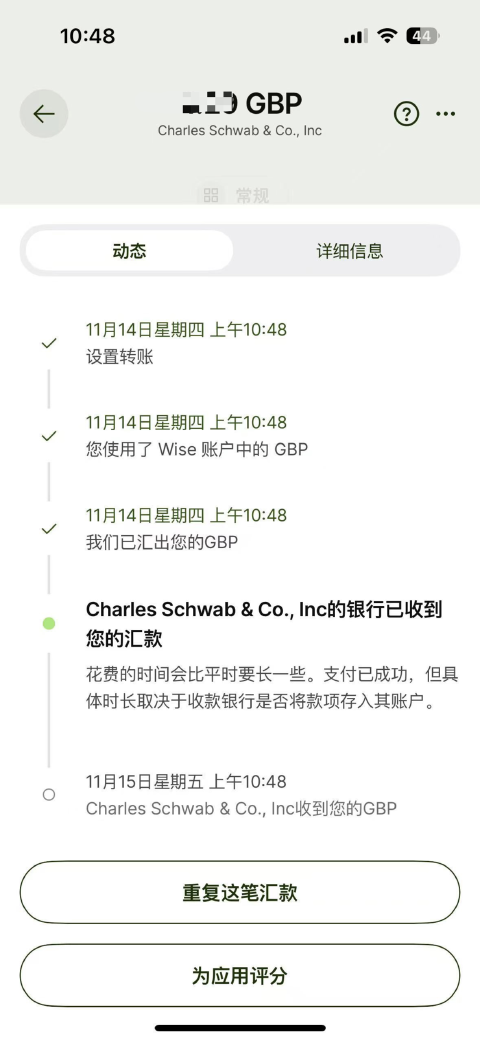 10:48
44
GBP
Charles Schwab & Co., Inc
常规
动态
详细信息
11月14日星期四 上午10:48
设置转账
11月14日星期四 上午10:48
您使用了 Wise 账户中的 GBP
11月14日星期四 上午10:48
我们已汇出您的GBP
Charles Schwab & Co., Inc的银行已收到
您的汇款
花费的时间会比平时要长一些。支付已成功，但具
体时长取决于收款银行是否将款项存入其账户。
11月15日星期五 上午10:48
Charles Schwab & Co., Inc收到您的GBP
重复这笔汇款
为应用评分